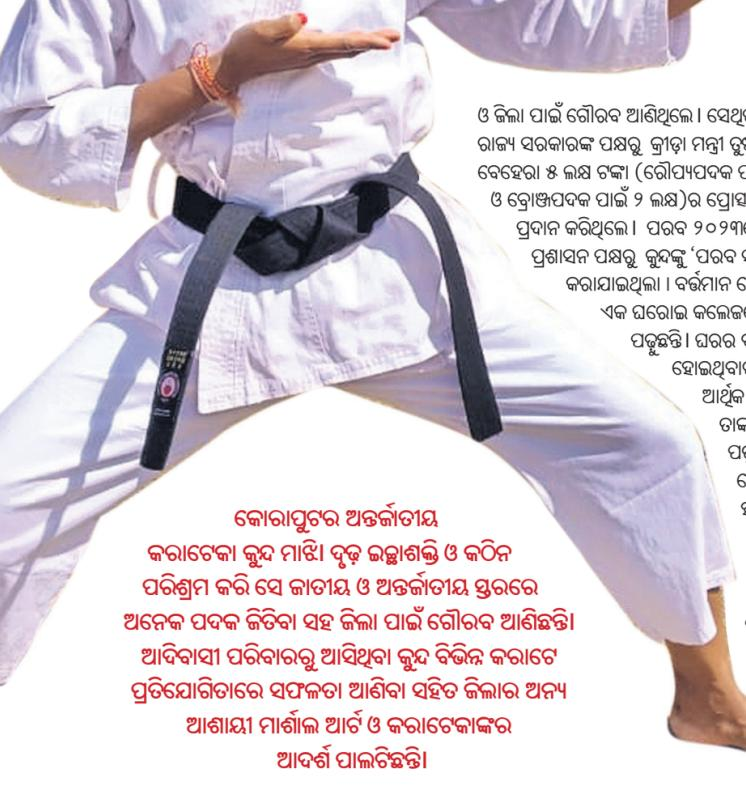 ଓ ଜିଲା ପାଇଁ ଗୌରବ ଆଣିଥିଲେ ।
ରାଜ୍ୟ ସରକାରଙ୍କ ପକ୍ଷରୁ କ୍ରୀଡ଼ା ମନ୍ତ୍ରୀ
ବେହେରା ୫ ଲକ୍ଷ ଟଙ୍କା (ରୌପ୍ୟପଦକ
ଓ ବ୍ରୋଞ୍ଜପଦକ ପାଇଁ ୨ ଲକ୍ଷ)ର
ପ୍ରଦାନ କରିଥିଲେ । ପରବ ୨୦୨୩
ପ୍ରଶାସନ ପକ୍ଷରୁ କୁନ୍ଦଙ୍କୁ ‘ପରବ
କରାଯାଇଥିଲା । ବର୍ତ୍ତମାନ
ଏକ ଘରୋଇ
ପଢ଼ୁଛନ୍ତି । ଘରର
ଆର୍ଥିକ
କୋରାପୁଟର ଅନ୍ତର୍ଜାତୀୟ
କରାଟେକା କୁନ୍ଦ ମାଝି। ଦୃଢ଼ ଇଚ୍ଛାଶକ୍ତି ଓ କଠିନ
ପରିଶ୍ରମ କରି ସେ ଜାତୀୟ ଓ ଅନ୍ତର୍ଜାତୀୟ ସ୍ତରରେ
ଅନେକ ପଦକ ଜିତିବା ସହ ଜିଲା ପାଇଁ ଗୌରବ ଆଣିଛନ୍ତି।
ଆଦିବାସୀ ପରିବାରରୁ ଆସିଥିବା କୁନ୍ଦ ବିଭିନ୍ନ କରାଟେ
ପ୍ରତିଯୋଗିତାରେ ସଫଳତା ଆଣିବା ସହିତ ଜିଲାର ଅନ୍ୟ
ଆଶାୟୀ ମାର୍ଶାଲ ଆର୍ଟ ଓ କରାଟେକାଙ୍କର
ଆଦର୍ଶ ପାଲଟିଛନ୍ତି।